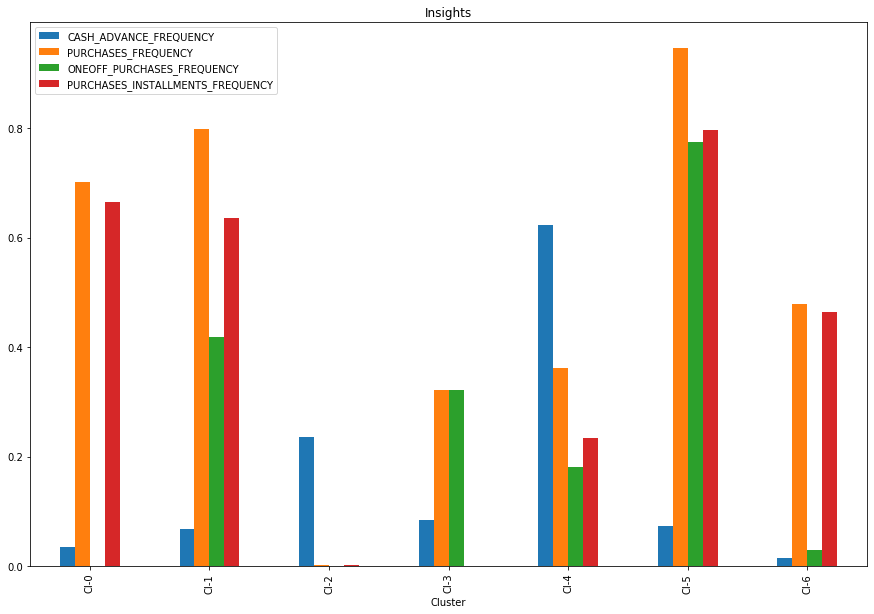 Insights
CASH_ADVANCE_FREQUENCY
PURCHASES_FREQUENCY
ONEOFF_PURCHASES_FREQUENCY
PURCHASES_INSTALLMENTS_FREQUENCY
0.8
0.6
0.4
0.2
0.0
Cl-0
Cl-1
Cl-2
Cl-3
Cl-4
Cl-5
Cl-6
Cluster